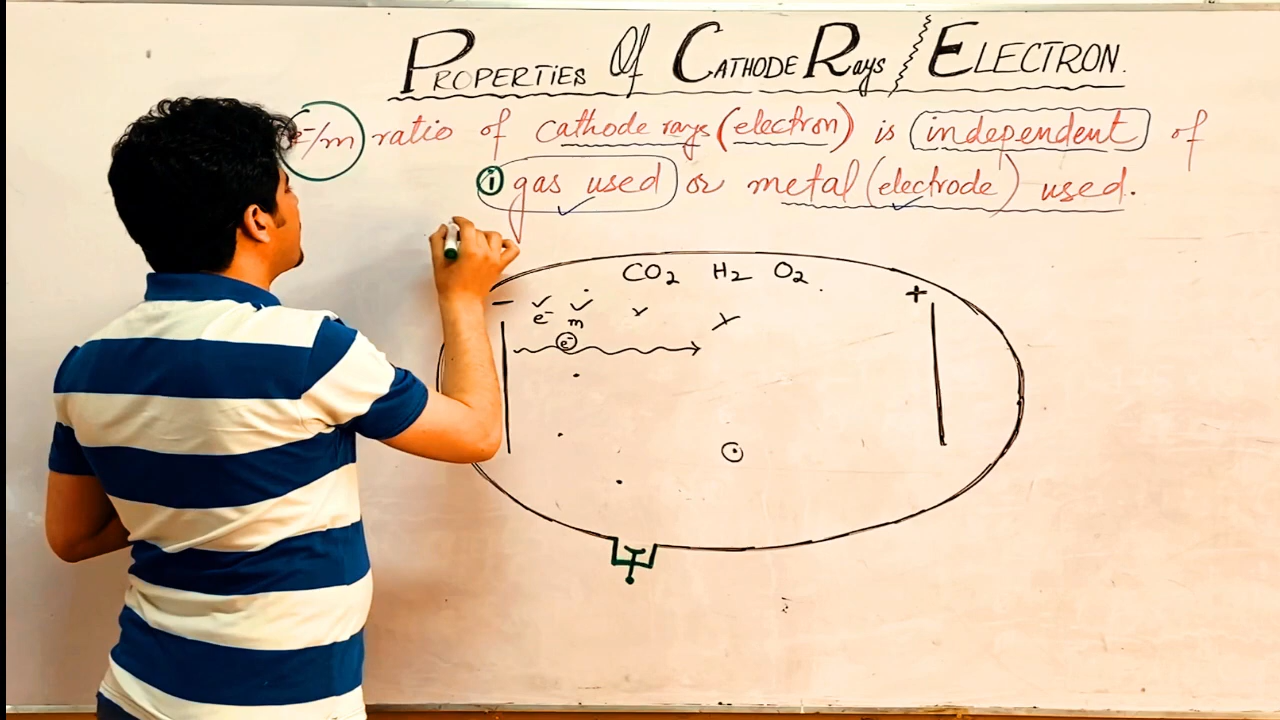 PROPERTIES Of CATHODE RAys / ELECTRON.
e⁻/m ratio of cathode rays (electron) is independent of
i gas used or metal (electrode) used.
CO₂ H₂ O₂
− +
e⁻ m
e⁻